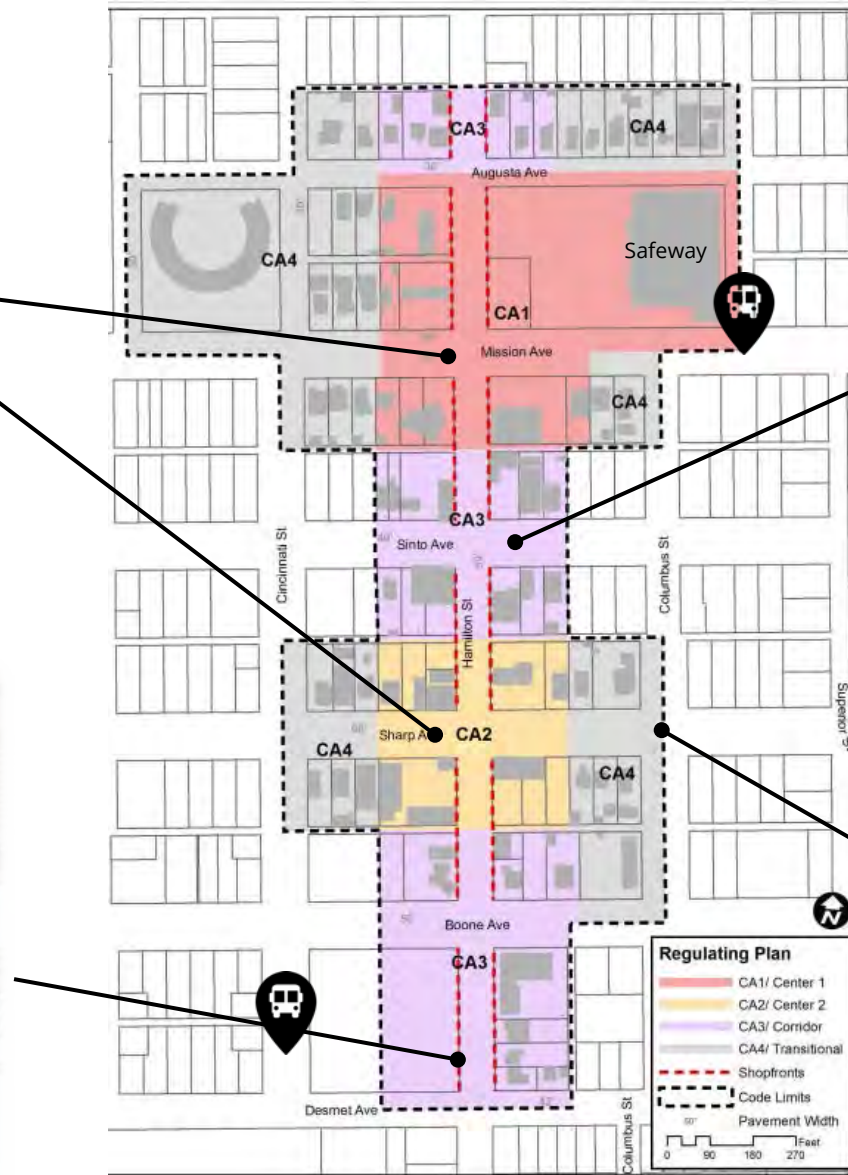 CA3
CA4
Augusta Ave
CA4
Safeway
CA1
Mission Ave
CA4
CA3
Sinto Ave
Cincinnati St
Columbus St
Hamilton St
Sharp A
CA2
CA4
CA4
Superior S
Boone Ave
CA3
N
Desmet Ave
Columbus St
Regulating Plan
CA1/ Center 1
CA2/ Center 2
CA3/ Corridor
CA4/ Transitional
Shopfronts
Code Limits
Pavement Width
Feet
0 90 180 270